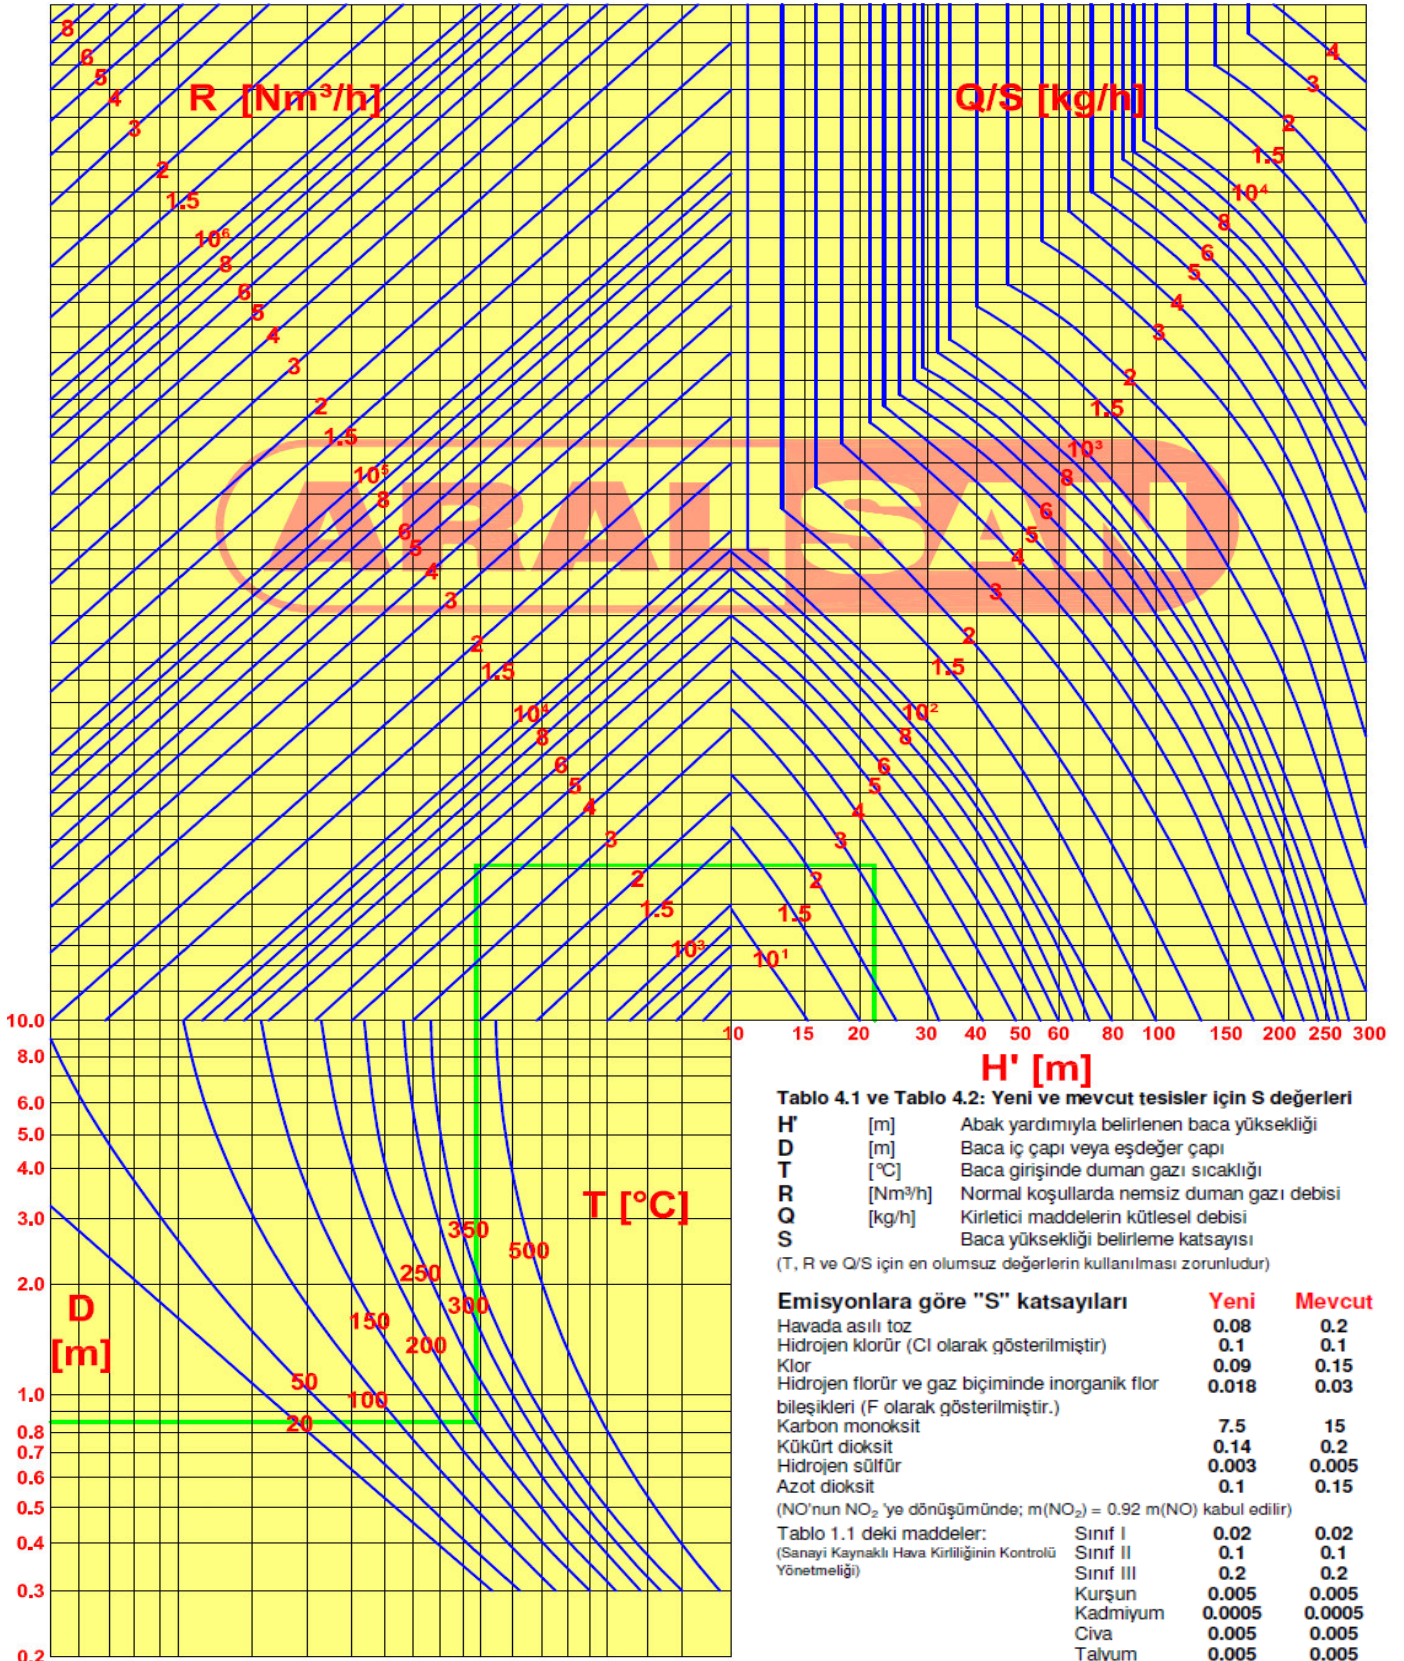 R [Nm³/h]
Q/S [kg/h]
8
6
5
4
3
2
1.5
10⁶
8
6
5
4
3
2
1.5
10⁵
8
6
5
4
3
2
1.5
10⁴
8
6
5
4
3
2
1.5
10³
4
3
2
1.5
10⁴
8
6
5
4
3
2
1.5
10³
8
6
5
4
3
2
1.5
10²
8
6
5
4
3
2
1.5
10¹
ARALSAN
10 15 20 30 40 50 60 80 100 150 200 250 300
H' [m]
10.0
8.0
6.0
5.0
4.0
3.0
2.0
1.0
0.8
0.7
0.6
0.5
0.4
0.3
0.2
D
[m]
T [°C]
350
500
250
300
150
200
50
100
20
Tablo 4.1 ve Tablo 4.2: Yeni ve mevcut tesisler için S değerleri
H' [m] Abak yardımıyla belirlenen baca yüksekliği
D [m] Baca iç çapı veya eşdeğer çapı
T [°C] Baca girişinde duman gazı sıcaklığı
R [Nm³/h] Normal koşullarda nemsiz duman gazı debisi
Q [kg/h] Kirletici maddelerin kütlesel debisi
S Baca yüksekliği belirleme katsayısı
(T, R ve Q/S için en olumsuz değerlerin kullanılması zorunludur)
Emisyonlara göre "S" katsayıları Yeni Mevcut
Havada asılı toz 0.08 0.2
Hidrojen klorür (Cl olarak gösterilmiştir) 0.1 0.1
Klor 0.09 0.15
Hidrojen florür ve gaz biçiminde inorganik flor 0.018 0.03
bileşikleri (F olarak gösterilmiştir.)
Karbon monoksit 7.5 15
Kükürt dioksit 0.14 0.2
Hidrojen sülfür 0.003 0.005
Azot dioksit 0.1 0.15
(NO'nun NO₂ 'ye dönüşümünde; m(NO₂) = 0.92 m(NO) kabul edilir)
Tablo 1.1 deki maddeler: Sınıf I 0.02 0.02
(Sanayi Kaynaklı Hava Kirliliğinin Kontrolü Sınıf II 0.1 0.1
Yönetmeliği) Sınıf III 0.2 0.2
Kurşun 0.005 0.005
Kadmiyum 0.0005 0.0005
Civa 0.005 0.005
Talyum 0.005 0.005